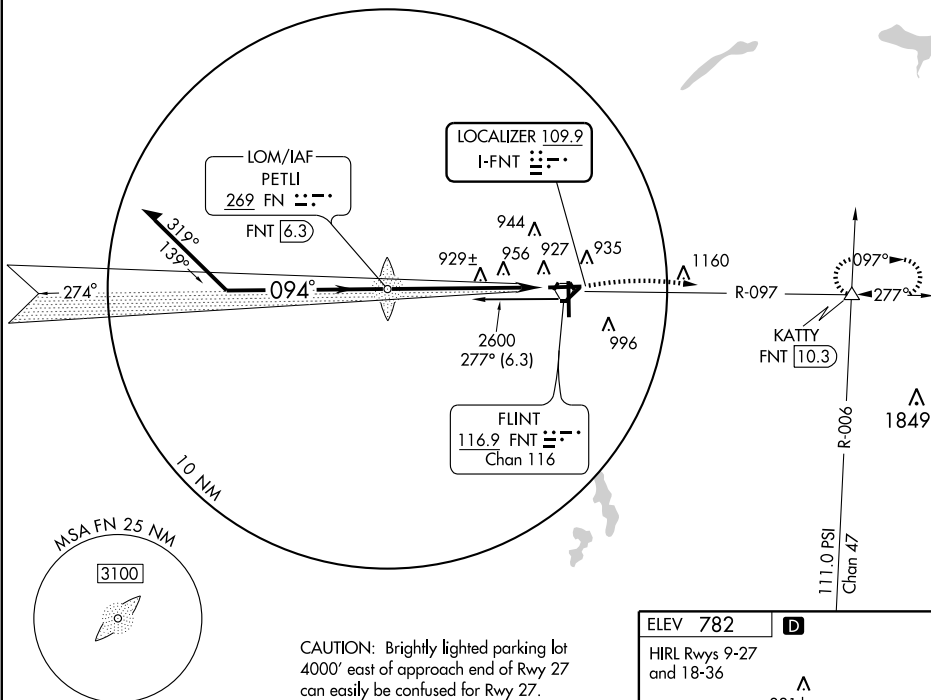 LOCALIZER 109.9
I-FNT
LOM/IAF
PETLI
269 FN
FNT 6.3
319°
139°
944
929±
956
927
935
1160
097°
274°
094°
R-097
277°
2600
277° (6.3)
996
KATTY
FNT 10.3
FLINT
116.9 FNT
Chan 116
1849
R-006
10 NM
111.0 PSI
Chan 47
MSA FN 25 NM
3100
CAUTION: Brightly lighted parking lot
4000' east of approach end of Rwy 27
can easily be confused for Rwy 27.
ELEV 782 D
HIRL Rwys 9-27
and 18-36